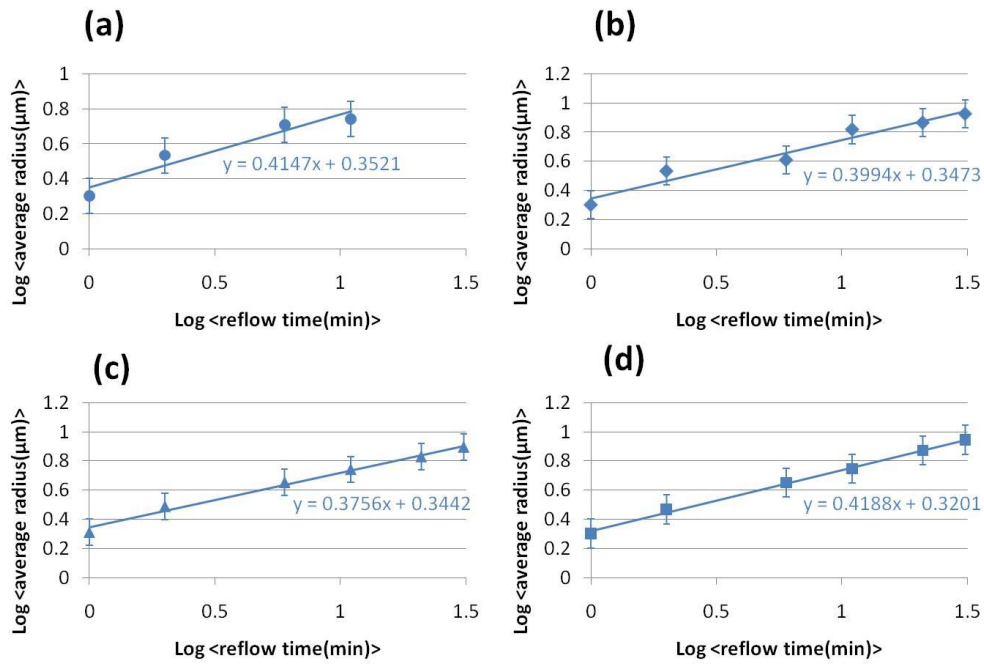 (a)
Log <average radius(μm)>
1
0.8
0.6
0.4
0.2
0
y = 0.4147x + 0.3521
0 0.5 1 1.5
Log <reflow time(min)>
(b)
Log <average radius(μm)>
1.2
1
0.8
0.6
0.4
0.2
0
y = 0.3994x + 0.3473
0 0.5 1 1.5
Log <reflow time(min)>
(c)
Log <average radius(μm)>
1.2
1
0.8
0.6
0.4
0.2
0
y = 0.3756x + 0.3442
0 0.5 1 1.5
Log <reflow time(min)>
(d)
Log <average radius(μm)>
1.2
1
0.8
0.6
0.4
0.2
0
y = 0.4188x + 0.3201
0 0.5 1 1.5
Log <reflow time(min)>